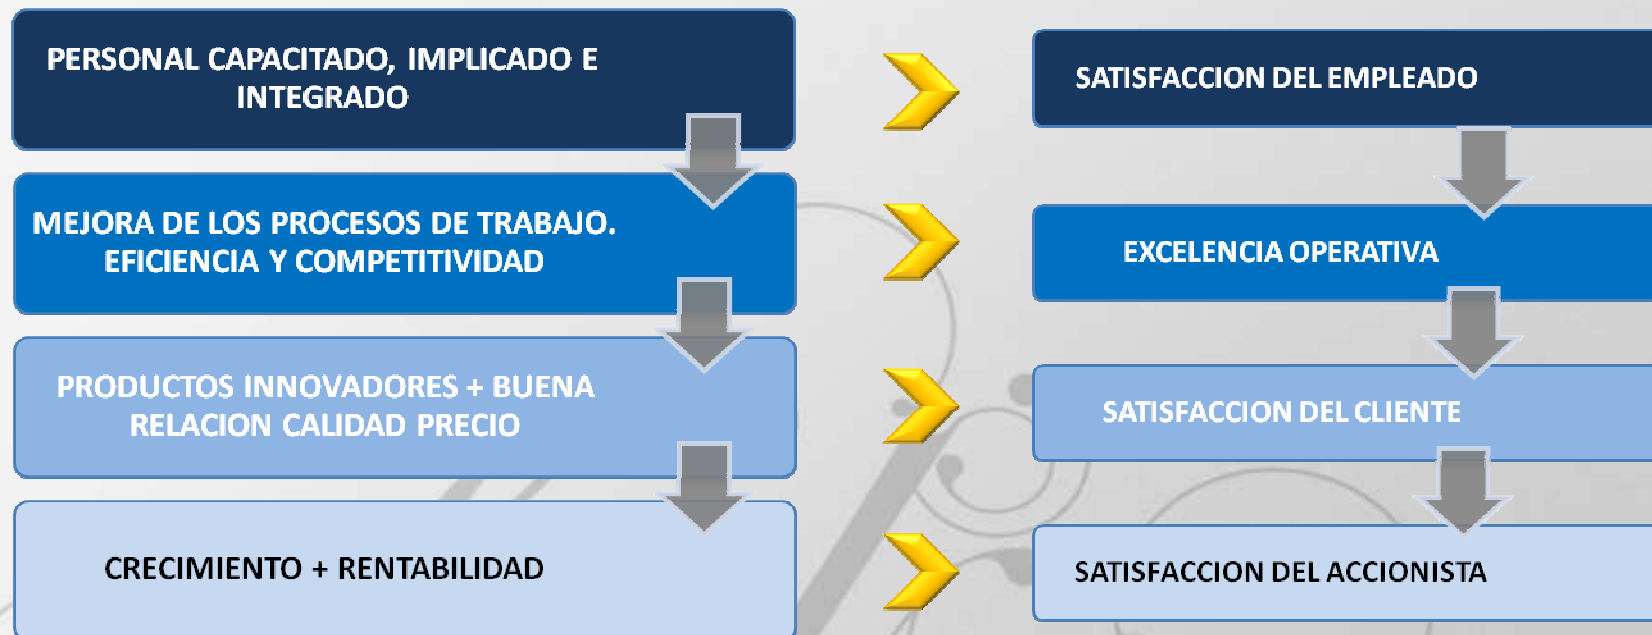 PERSONAL CAPACITADO, IMPLICADO E
INTEGRADO
SATISFACCION DEL EMPLEADO
MEJORA DE LOS PROCESOS DE TRABAJO.
EFICIENCIA Y COMPETITIVIDAD
EXCELENCIA OPERATIVA
PRODUCTOS INNOVADORES + BUENA
RELACION CALIDAD PRECIO
SATISFACCION DEL CLIENTE
CRECIMIENTO + RENTABILIDAD
SATISFACCION DEL ACCIONISTA